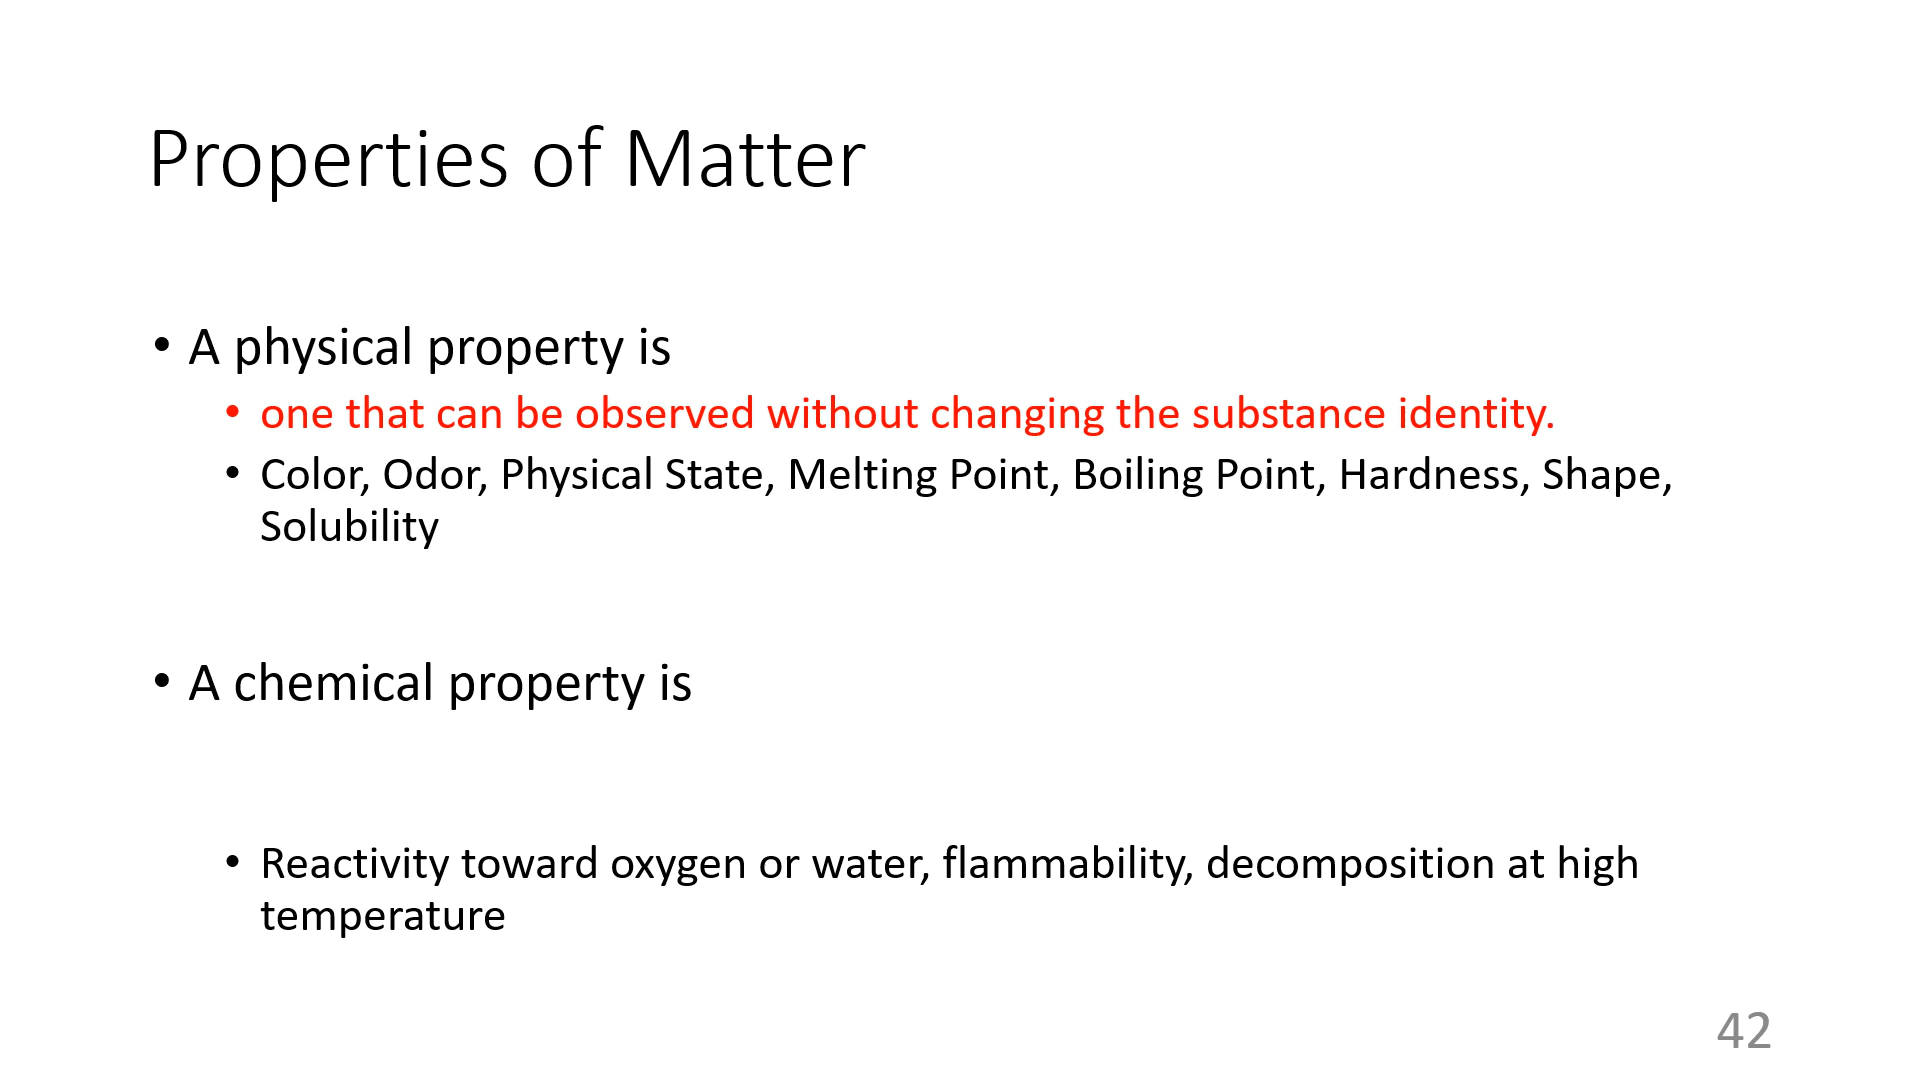 Properties of Matter
• A physical property is
• one that can be observed without changing the substance identity.
• Color, Odor, Physical State, Melting Point, Boiling Point, Hardness, Shape,
Solubility
• A chemical property is
• Reactivity toward oxygen or water, flammability, decomposition at high
temperature
42